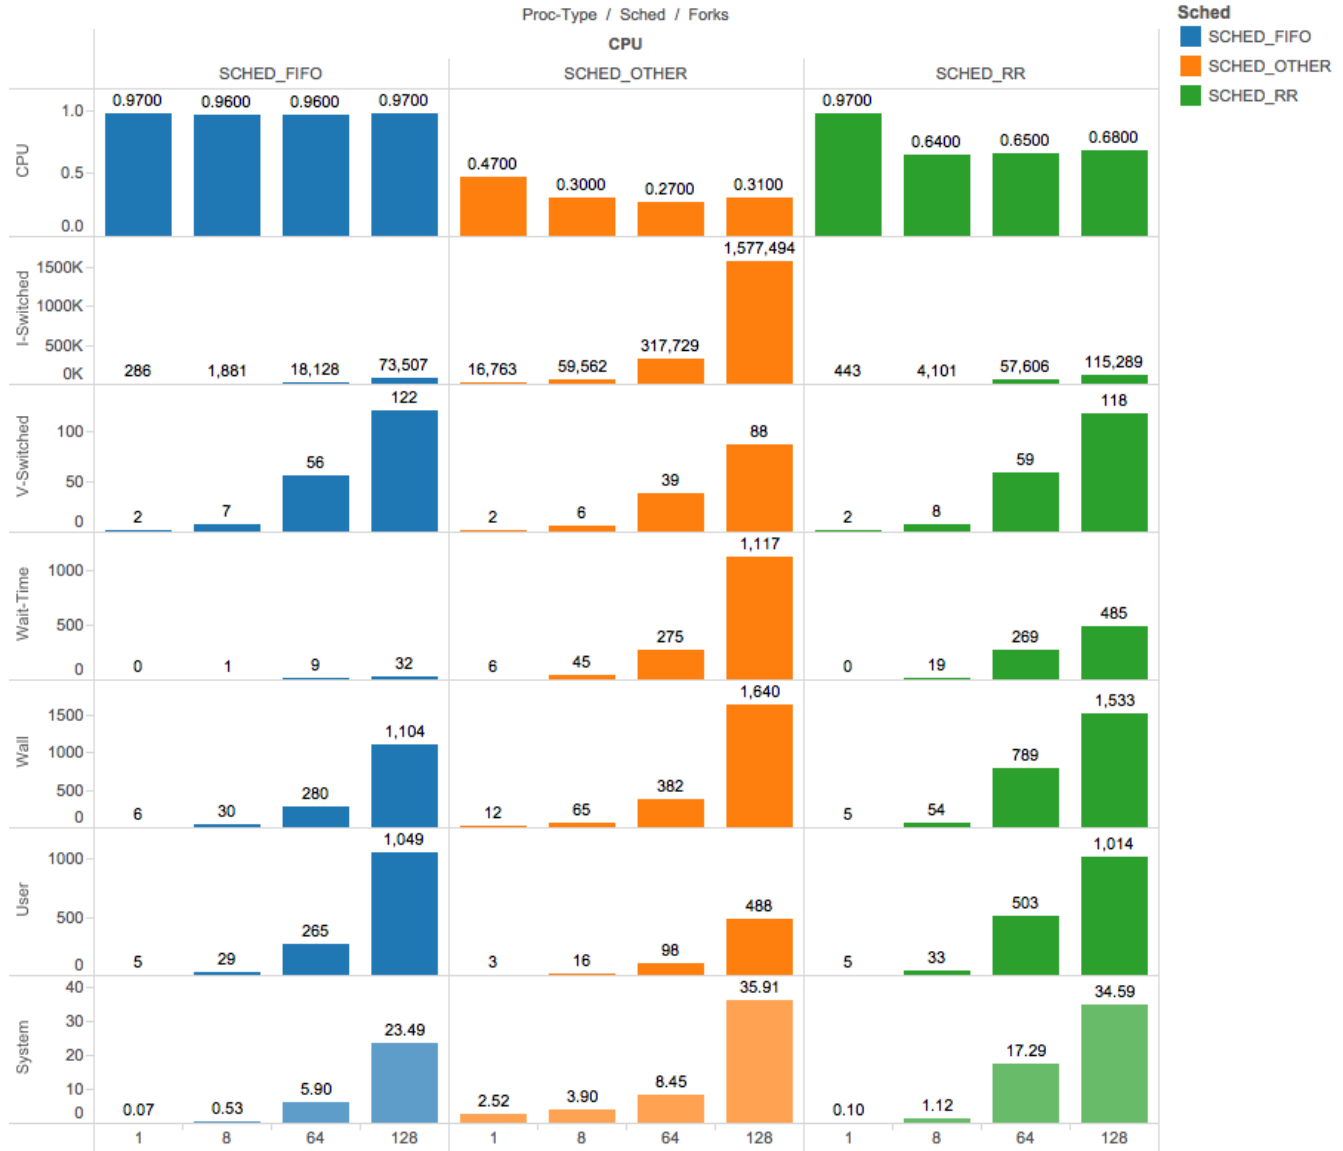 Proc-Type / Sched / Forks
CPU
SCHED_FIFO SCHED_OTHER SCHED_RR
Sched
SCHED_FIFO
SCHED_OTHER
SCHED_RR
CPU
1.0
0.5
0.0
0.9700 0.9600 0.9600 0.9700 0.4700 0.3000 0.2700 0.3100 0.9700 0.6400 0.6500 0.6800
I-Switched
1500K
1000K
500K
0K
286 1,881 18,128 73,507 16,763 59,562 317,729 1,577,494 443 4,101 57,606 115,289
V-Switched
100
50
0
2 7 56 122 2 6 39 88 2 8 59 118
Wait-Time
1000
500
0
0 1 9 32 6 45 275 1,117 0 19 269 485
Wall
1500
1000
500
0
6 30 280 1,104 12 65 382 1,640 5 54 789 1,533
User
1000
500
0
5 29 265 1,049 3 16 98 488 5 33 503 1,014
System
40
30
20
10
0
0.07 0.53 5.90 23.49 2.52 3.90 8.45 35.91 0.10 1.12 17.29 34.59
1 8 64 128 1 8 64 128 1 8 64 128